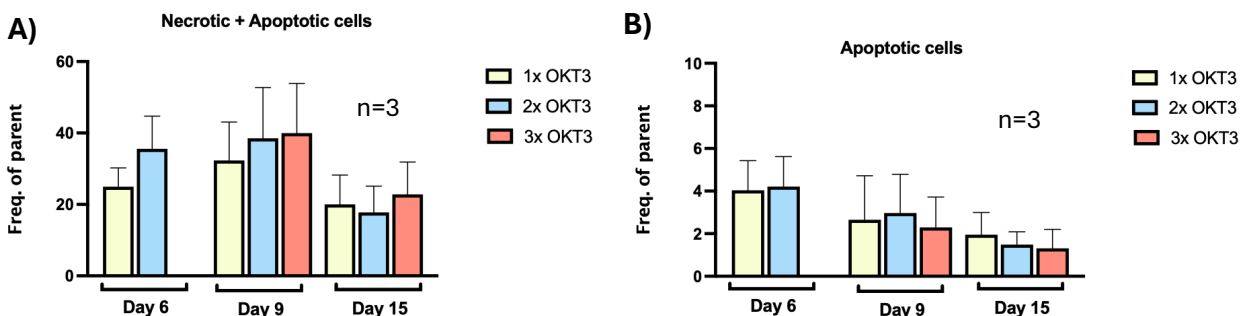 A)
Necrotic + Apoptotic cells
Freq. of parent
60
40
20
0
n=3
1x OKT3
2x OKT3
3x OKT3
Day 6
Day 9
Day 15
B)
Apoptotic cells
Freq. of parent
10
8
6
4
2
0
n=3
1x OKT3
2x OKT3
3x OKT3
Day 6
Day 9
Day 15